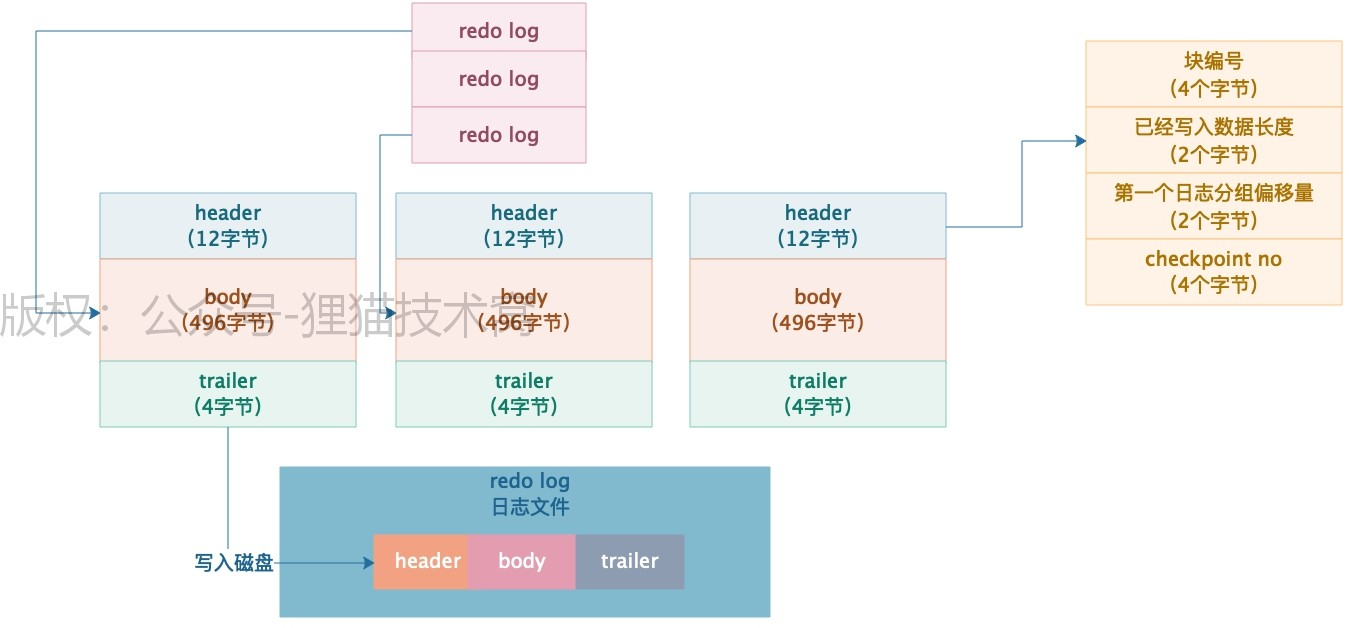 redo log
redo log
redo log
块编号
(4个字节)
已经写入数据长度
(2个字节)
第一个日志分组偏移量
(2个字节)
checkpoint no
(4个字节)
header
(12字节)
header
(12字节)
header
(12字节)
body
(496字节)
body
(496字节)
body
(496字节)
版权：公众号-狸猫技术窝
trailer
(4字节)
trailer
(4字节)
trailer
(4字节)
redo log
日志文件
写入磁盘
header
body
trailer